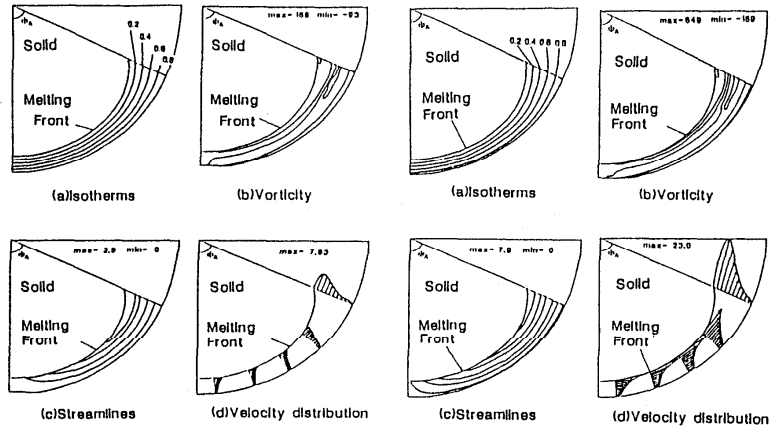 ΦA
0.2
0.4
0.6
0.8
Solid
Melting
Front
(a)Isotherms
ΦA
max- 168 min- -93
Solid
Melting
Front
(b)Vorticity
ΦA
0.2 0.4 0.6 0.8
Solid
Melting
Front
(a)Isotherms
ΦA
max- 649 min- -169
Solid
Melting
Front
(b)Vorticity
ΦA
max- 2.9 min- 0
Solid
Melting
Front
(c)Streamlines
ΦA
max- 7.83
Solid
Melting
Front
(d)Velocity distribution
ΦA
max- 7.9 min- 0
Solid
Melting
Front
(c)Streamlines
ΦA
max- 23.0
Solid
Melting
Front
(d)Velocity distribution